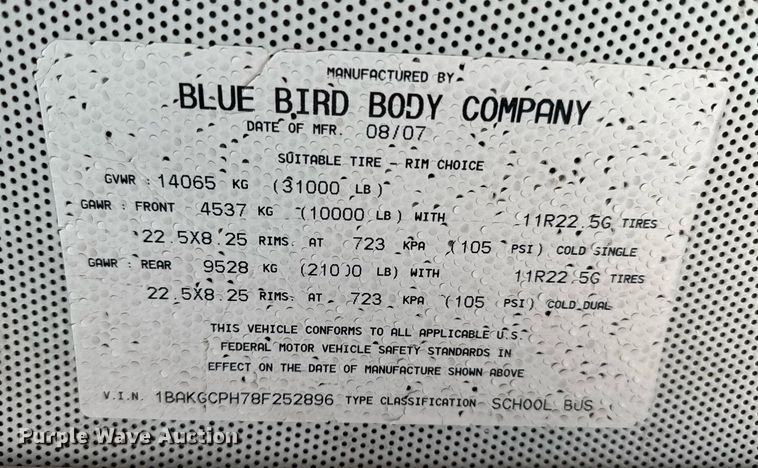 MANUFACTURED BY
BLUE BIRD BODY COMPANY
DATE OF MFR. 08/07
SUITABLE TIRE - RIM CHOICE
GVWR : 14065 KG (31000 LB)
GAWR : FRONT 4537 KG (10000 LB) WITH 11R22.5G TIRES
22.5X8.25 RIMS. AT 723 KPA (105 PSI) COLD SINGLE
GAWR : REAR 9528 KG (21000 LB) WITH 11R22.5G TIRES
22.5X8.25 RIMS. AT 723 KPA (105 PSI) COLD DUAL
THIS VEHICLE CONFORMS TO ALL APPLICABLE U.S.
FEDERAL MOTOR VEHICLE SAFETY STANDARDS IN
EFFECT ON THE DATE OF MANUFACTURE SHOWN ABOVE
V.I.N. 1BAKGCPH78F252896 TYPE CLASSIFICATION SCHOOL BUS
Purple Wave Auction